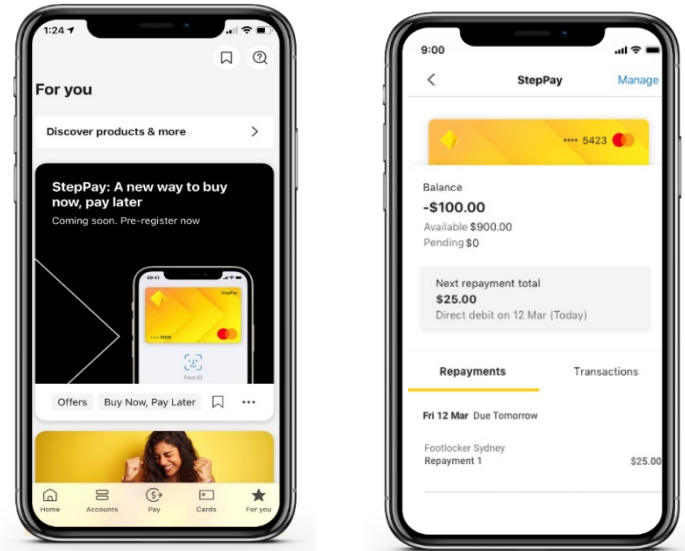 1:24
For you
Discover products & more
StepPay: A new way to buy
now, pay later
Coming soon. Pre-register now
StepPay
Face ID
Offers
Buy Now, Pay Later
Home
Accounts
Pay
Cards
For you
9:00
StepPay
Manage
•••• 5423
Balance
-$100.00
Available $900.00
Pending $0
Next repayment total
$25.00
Direct debit on 12 Mar (Today)
Repayments
Transactions
Fri 12 Mar Due Tomorrow
Footlocker Sydney
Repayment 1
$25.00